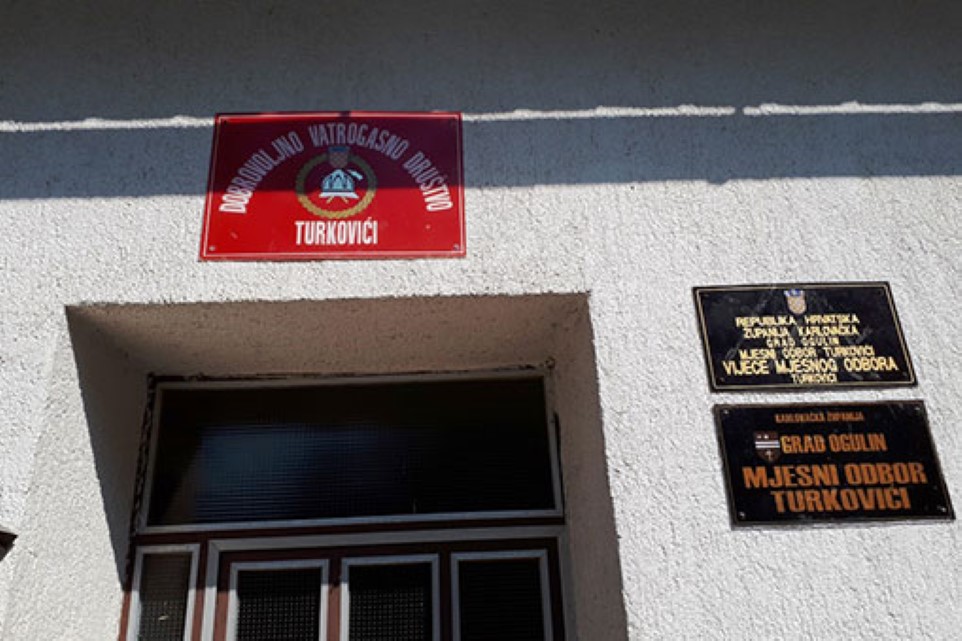 DOBROVOLJNO VATROGASNO DRUŠTVO
TURKOVIĆI
REPUBLIKA HRVATSKA
ŽUPANIJA KARLOVAČKA
GRAD OGULIN
MJESNI ODBOR TURKOVIĆI
VIJEĆE MJESNOG ODBORA
TURKOVIĆI
KARLOVAČKA ŽUPANIJA
GRAD OGULIN
MJESNI ODBOR
TURKOVIĆI